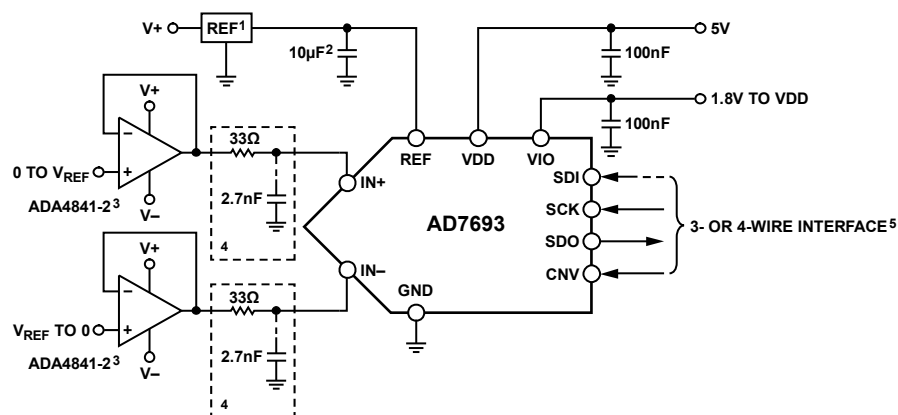 V+
REF1
10µF2
100nF
5V
100nF
1.8V TO VDD
V+
−
+
0 TO VREF
V−
ADA4841-23
33Ω
2.7nF
4
REF
VDD
VIO
IN+
IN−
AD7693
GND
SDI
SCK
SDO
CNV
3- OR 4-WIRE INTERFACE5
V+
−
+
VREF TO 0
V−
ADA4841-23
33Ω
2.7nF
4